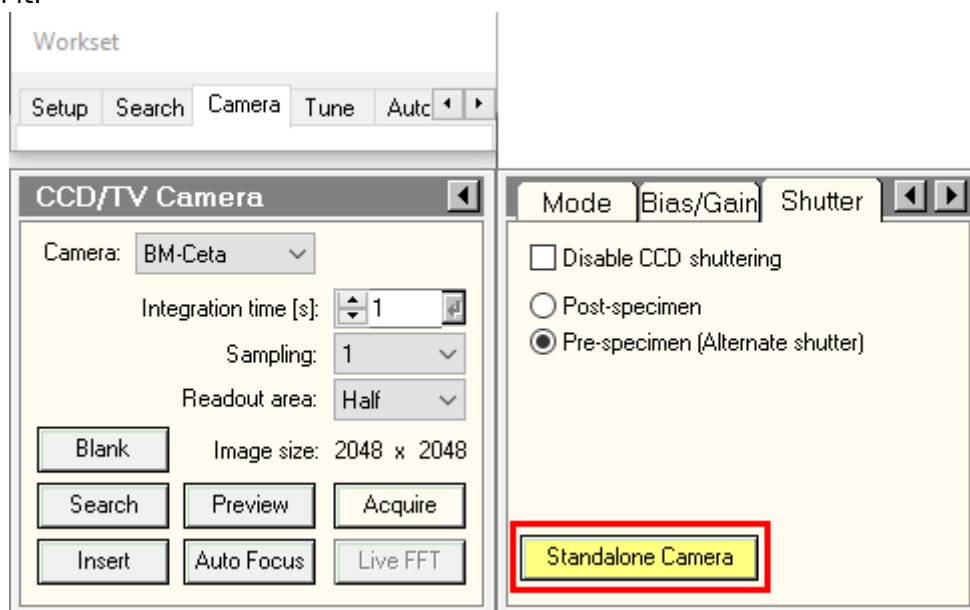 Workset
Setup Search Camera Tune Autc
CCD/TV Camera
Camera: BM-Ceta
Integration time [s]: 1
Sampling: 1
Readout area: Half
Blank Image size: 2048 x 2048
Search Preview Acquire
Insert Auto Focus Live FFT
Mode Bias/Gain Shutter
Disable CCD shuttering
Post-specimen
Pre-specimen (Alternate shutter)
Standalone Camera